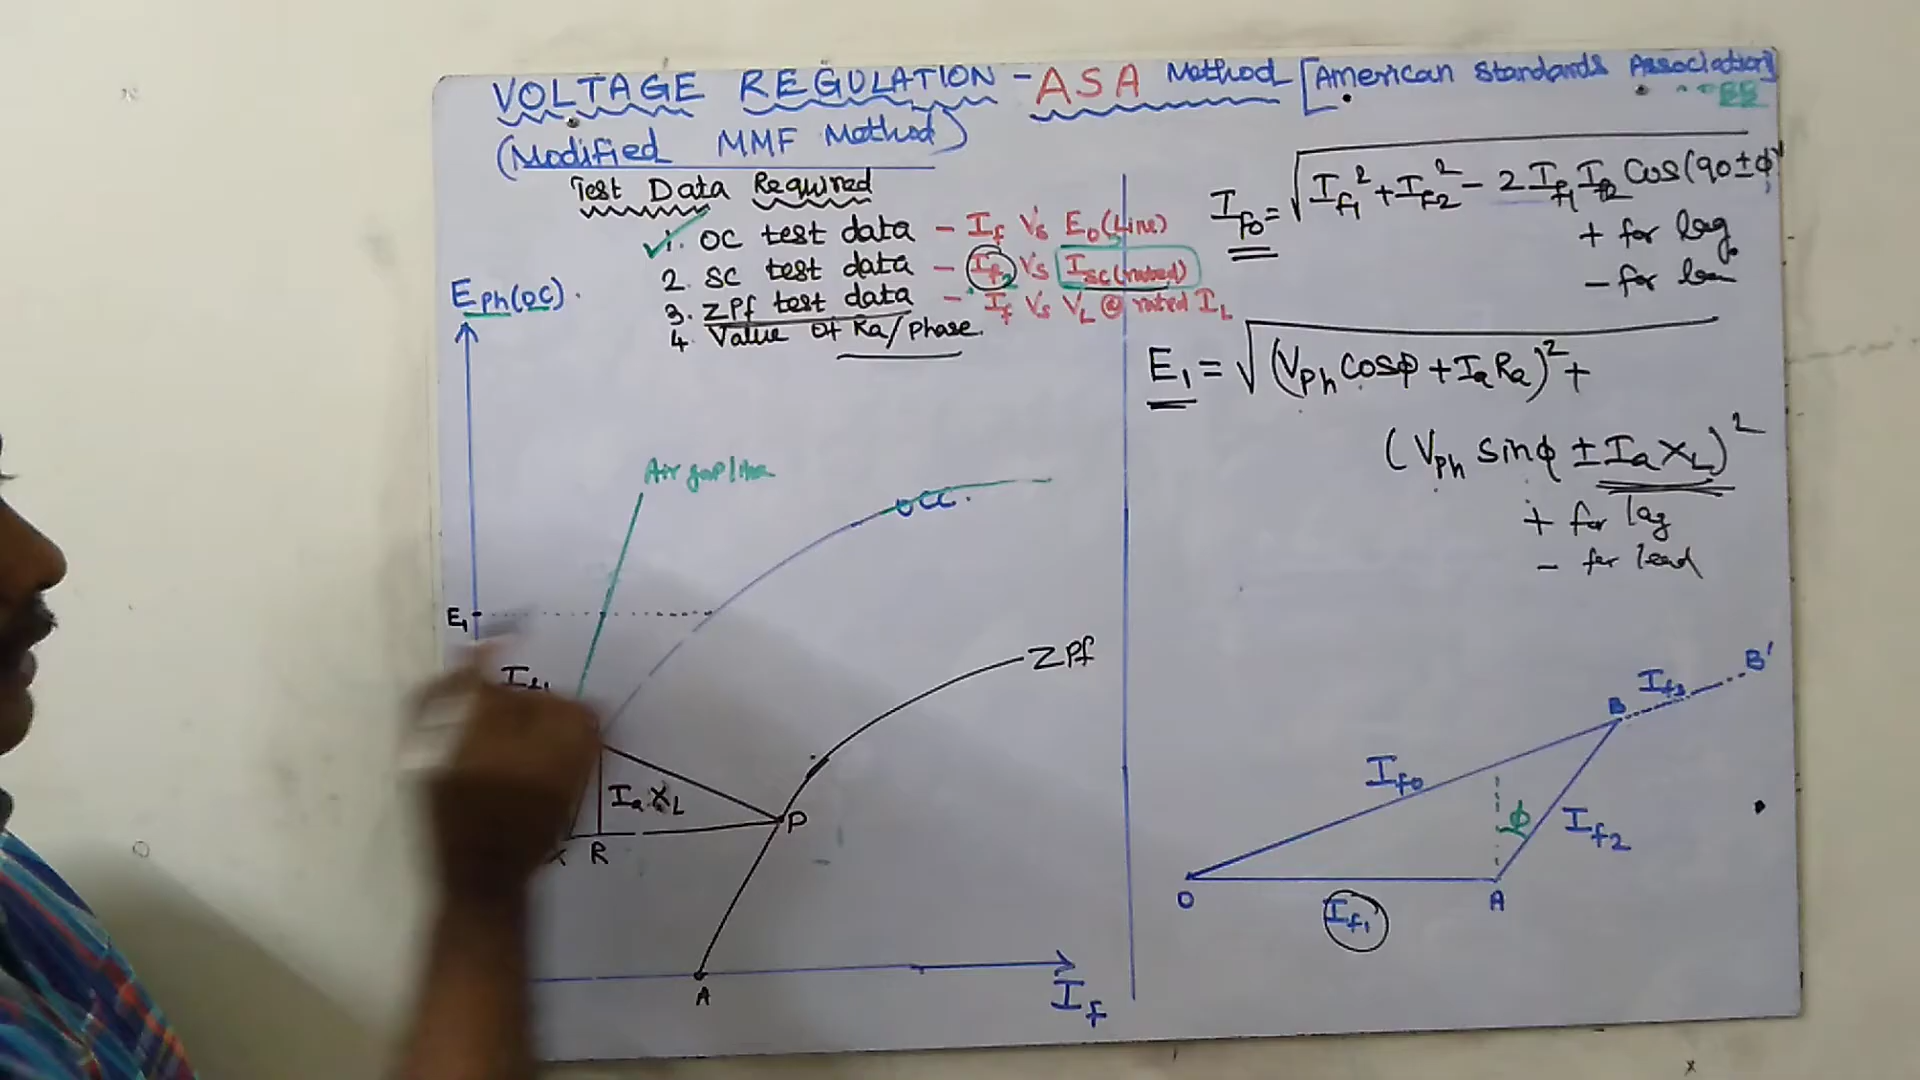 VOLTAGE REGULATION - ASA Method [American Standards Association]
(Modified MMF Method)
Test Data Required
1. OC test data - If Vs E0(Line)
2. SC test data - If2 Vs Isc(rated)
3. ZPf test data - If Vs VL @ rated IL
4. Value of Ra/Phase.
If0 = √If1² + If2² - 2 If1 If2 Cos(90 ± φ)
+ for lag
- for
E1 = √(Vph Cosφ + IaRa)² +
(Vph sinφ ± IaXL)²
+ for lag
- for lead
Eph(OC).
Air gap line
OCC.
E1
ZPf
IaXL
P
R
A
If
B'
If3
B
If0
φ
If2
O
A
If1